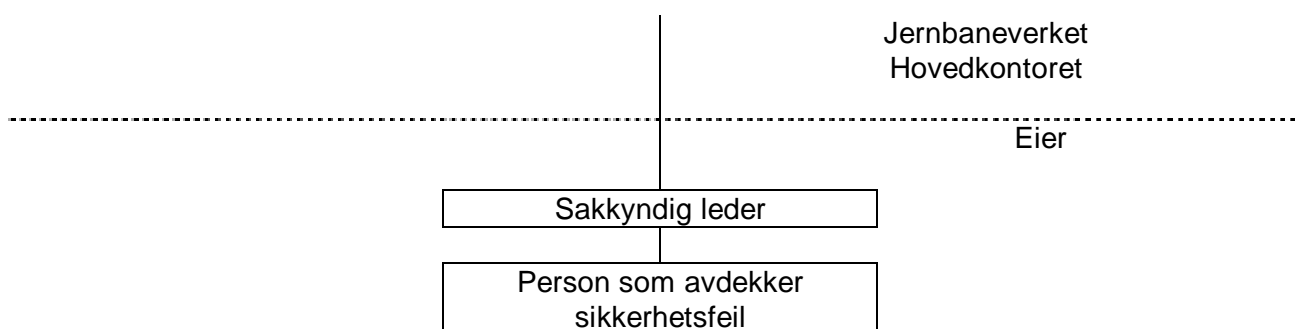 Jernbaneverket
Hovedkontoret
Eier
Sakkyndig leder
Person som avdekker
sikkerhetsfeil